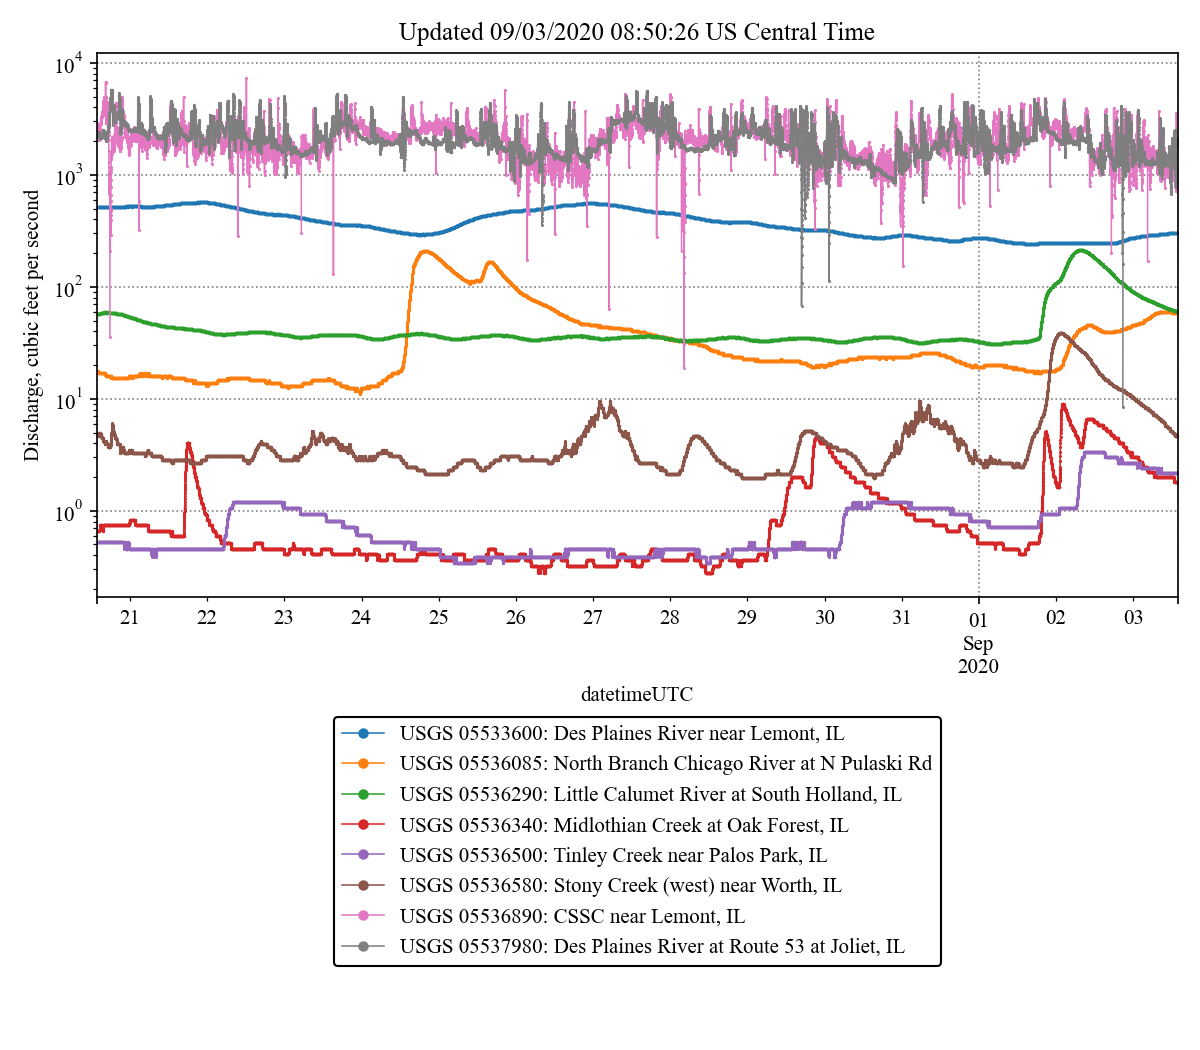 Updated 09/03/2020 08:50:26 US Central Time
Discharge, cubic feet per second
10^4
10^3
10^2
10^1
10^0
21 22 23 24 25 26 27 28 29 30 31 01 02 03
Sep
2020
datetimeUTC
USGS 05533600: Des Plaines River near Lemont, IL
USGS 05536085: North Branch Chicago River at N Pulaski Rd
USGS 05536290: Little Calumet River at South Holland, IL
USGS 05536340: Midlothian Creek at Oak Forest, IL
USGS 05536500: Tinley Creek near Palos Park, IL
USGS 05536580: Stony Creek (west) near Worth, IL
USGS 05536890: CSSC near Lemont, IL
USGS 05537980: Des Plaines River at Route 53 at Joliet, IL